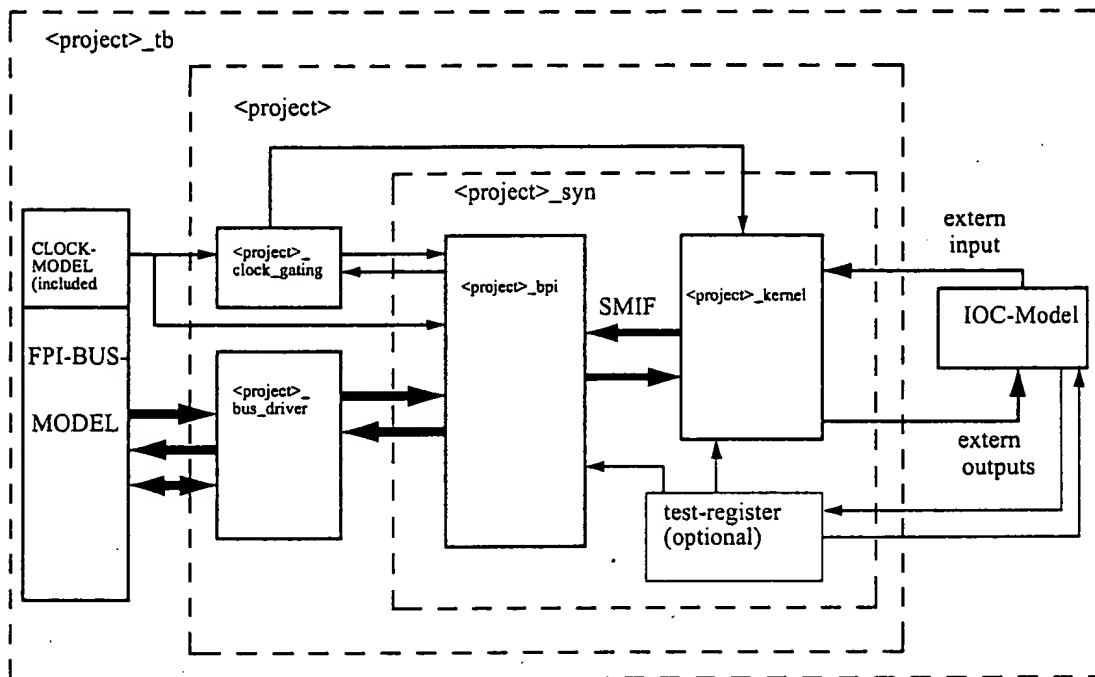 <project>_tb
<project>
<project>_syn
CLOCK-
MODEL
(included
FPI-BUS-
MODEL
<project>_
clock_gating
<project>_
bus_driver
<project>_bpi
SMIF
<project>_kernel
test-register
(optional)
extern
input
IOC-Model
extern
outputs